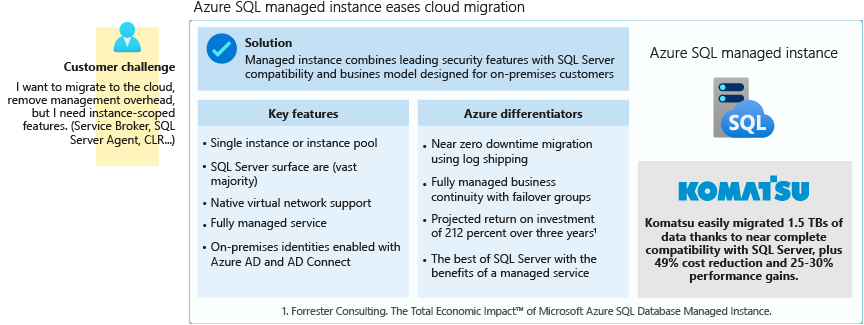 Azure SQL managed instance eases cloud migration
Customer challenge
I want to migrate to the cloud,
remove management overhead,
but I need instance-scoped
features. (Service Broker, SQL
Server Agent, CLR...)
Solution
Managed instance combines leading security features with SQL Server
compatibility and busines model designed for on-premises customers
Key features
• Single instance or instance pool
• SQL Server surface are (vast
majority)
• Native virtual network support
• Fully managed service
• On-premises identities enabled with
Azure AD and AD Connect
Azure differentiators
• Near zero downtime migration
using log shipping
• Fully managed business
continuity with failover groups
• Projected return on investment
of 212 percent over three years¹
• The best of SQL Server with the
benefits of a managed service
Azure SQL managed instance
SQL
KOMATSU
Komatsu easily migrated 1.5 TBs of
data thanks to near complete
compatibility with SQL Server, plus
49% cost reduction and 25-30%
performance gains.
1. Forrester Consulting. The Total Economic Impact™ of Microsoft Azure SQL Database Managed Instance.